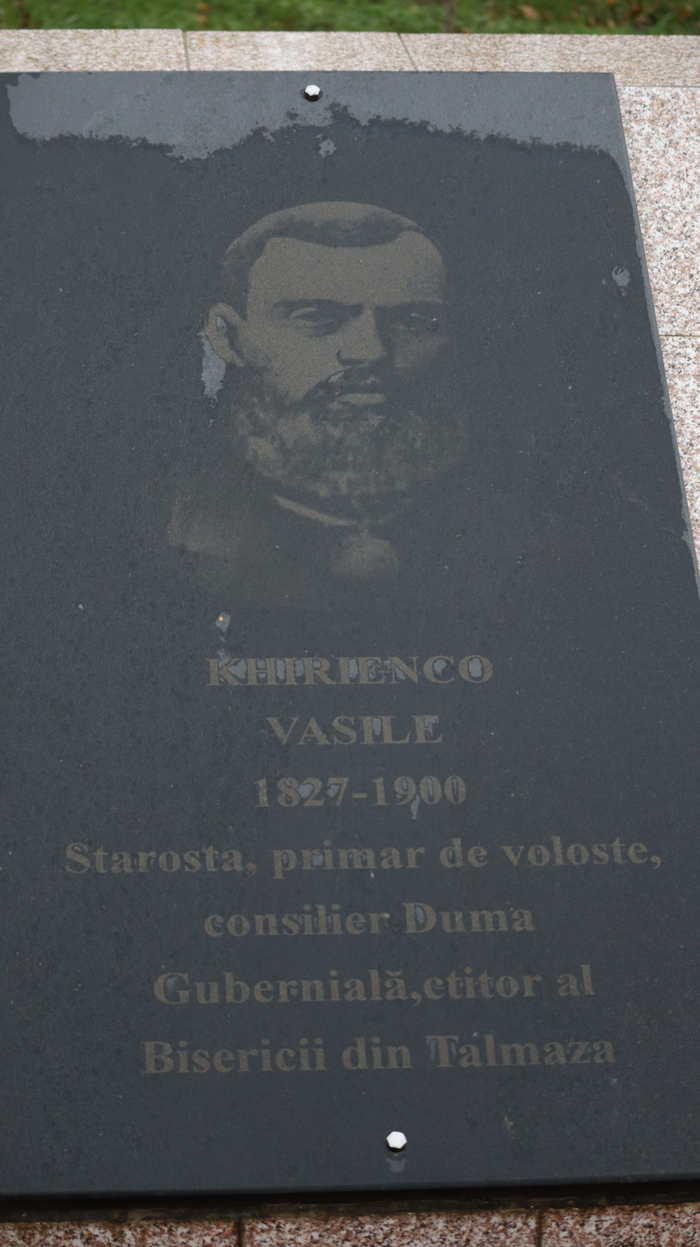 KHIRIENCO
VASILE
1827-1900
Starosta, primar de voloste,
consilier Duma
Gubernială,ctitor al
Bisericii din Talmaza